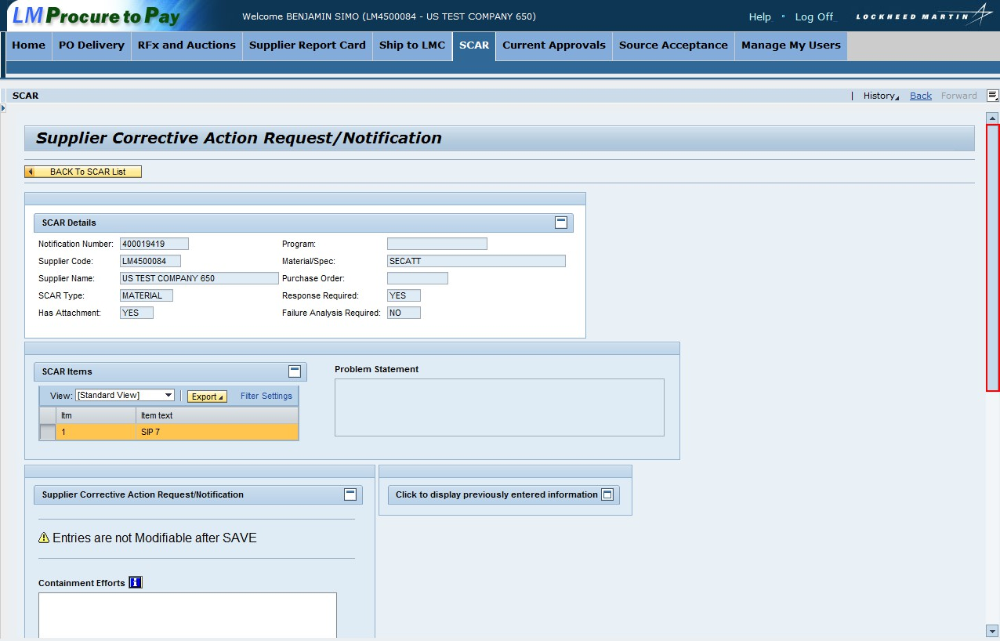 LM Procure to Pay
Welcome BENJAMIN SIMO (LM4500084 - US TEST COMPANY 650)
Help
Log Off
LOCKHEED MARTIN
Home
PO Delivery
RFx and Auctions
Supplier Report Card
Ship to LMC
SCAR
Current Approvals
Source Acceptance
Manage My Users
SCAR
| History
Back
Forward
Supplier Corrective Action Request/Notification
BACK To SCAR List
SCAR Details
Notification Number: 400019419 Program:
Supplier Code: LM4500084 Material/Spec: SECATT
Supplier Name: US TEST COMPANY 650 Purchase Order:
SCAR Type: MATERIAL Response Required: YES
Has Attachment: YES Failure Analysis Required: NO
SCAR Items
View: [Standard View] Export Filter Settings
Itm Item text
1 SIP 7
Problem Statement
Supplier Corrective Action Request/Notification
Entries are not Modifiable after SAVE
Containment Efforts
Click to display previously entered information